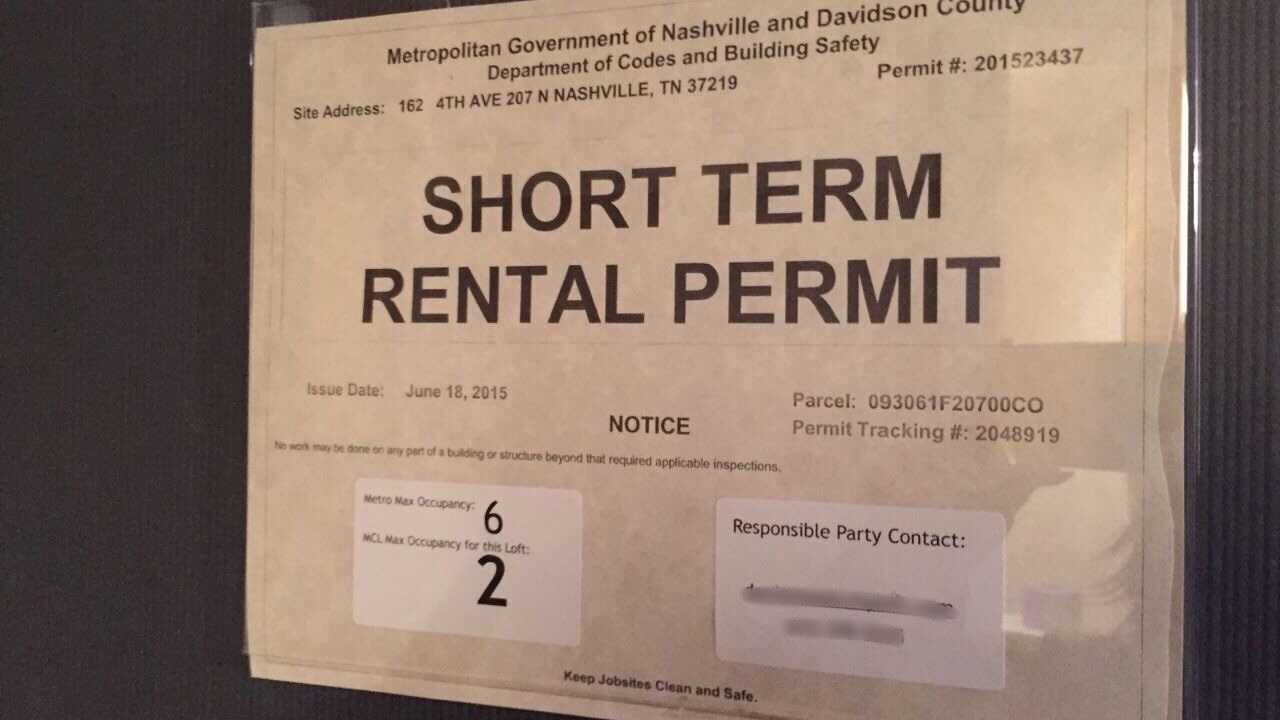 Metropolitan Government of Nashville and Davidson County
Department of Codes and Building Safety
Permit #: 201523437
Site Address: 162 4TH AVE 207 N NASHVILLE, TN 37219
SHORT TERM
RENTAL PERMIT
Issue Date: June 18, 2015
Parcel: 093061F20700CO
NOTICE
Permit Tracking #: 2048919
No work may be done on any part of a building or structure beyond that required applicable inspections.
Metro Max Occupancy: 6
MCL Max Occupancy for this Loft:
2
Responsible Party Contact:
Keep Jobsites Clean and Safe.